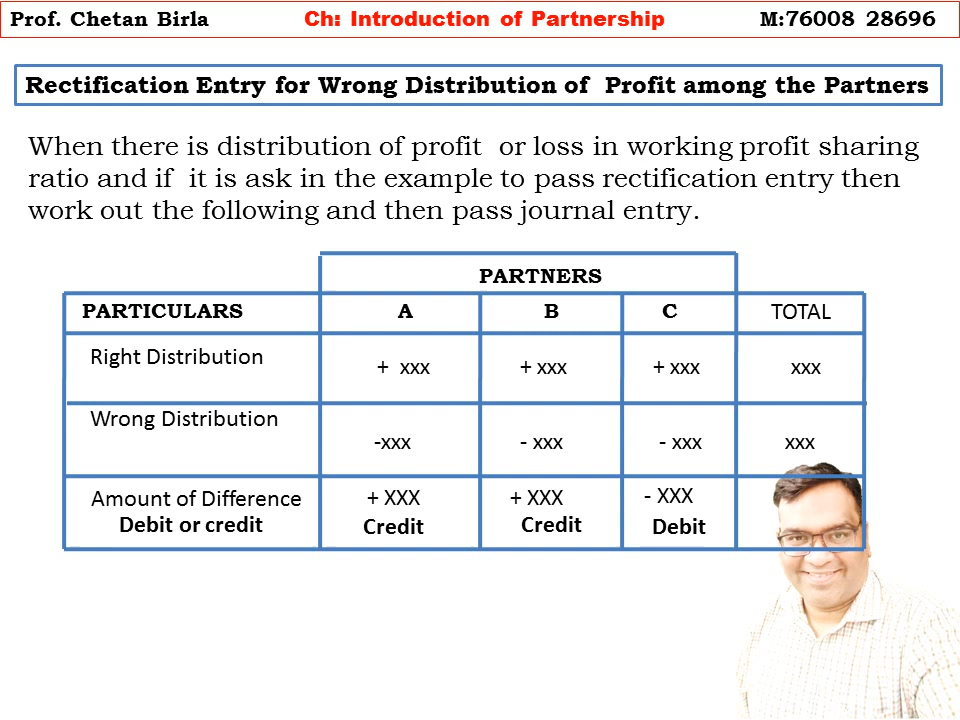 Prof. Chetan Birla Ch: Introduction of Partnership M:76008 28696
Rectification Entry for Wrong Distribution of Profit among the Partners
When there is distribution of profit or loss in working profit sharing
ratio and if it is ask in the example to pass rectification entry then
work out the following and then pass journal entry.
PARTNERS
PARTICULARS A B C TOTAL
Right Distribution + xxx + xxx + xxx xxx
Wrong Distribution -xxx - xxx - xxx xxx
Amount of Difference + XXX + XXX - XXX
Debit or credit Credit Credit Debit